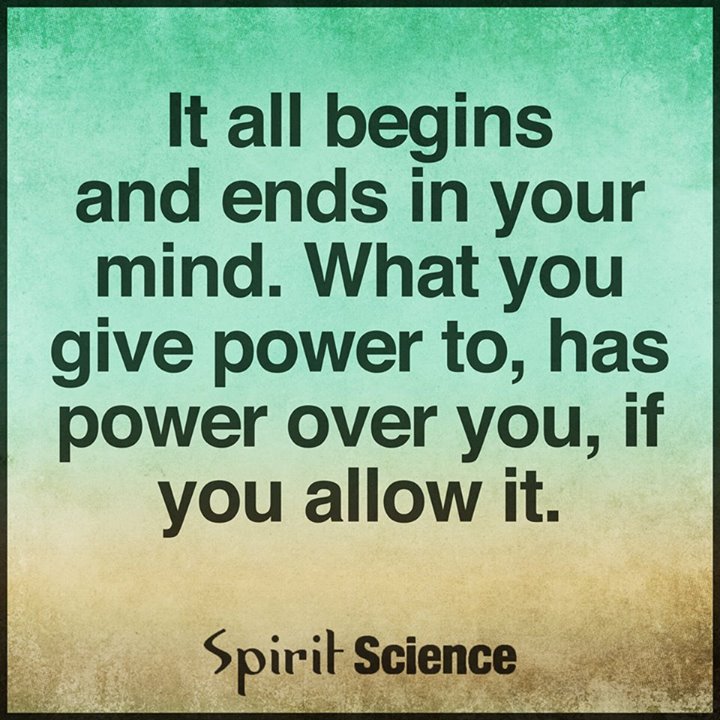 It all begins
and ends in your
mind. What you
give power to, has
power over you, if
you allow it.
Spirit Science